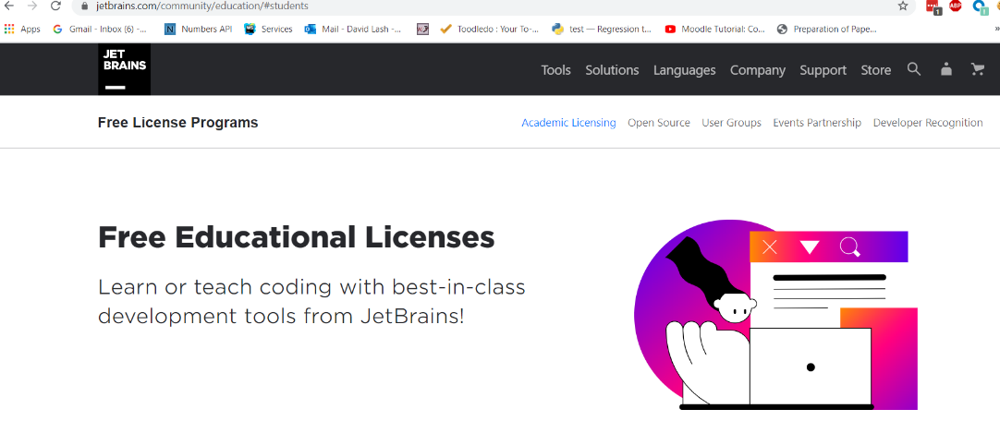 jetbrains.com/community/education/#students
Apps Gmail - Inbox (6) -... Numbers API Services Mail - David Lash -... Toodledo : Your To-... test — Regression t... Moodle Tutorial: Co... Preparation of Pape... »
JET
BRAINS
Tools Solutions Languages Company Support Store
Free License Programs Academic Licensing Open Source User Groups Events Partnership Developer Recognition
Free Educational Licenses
Learn or teach coding with best-in-class
development tools from JetBrains!